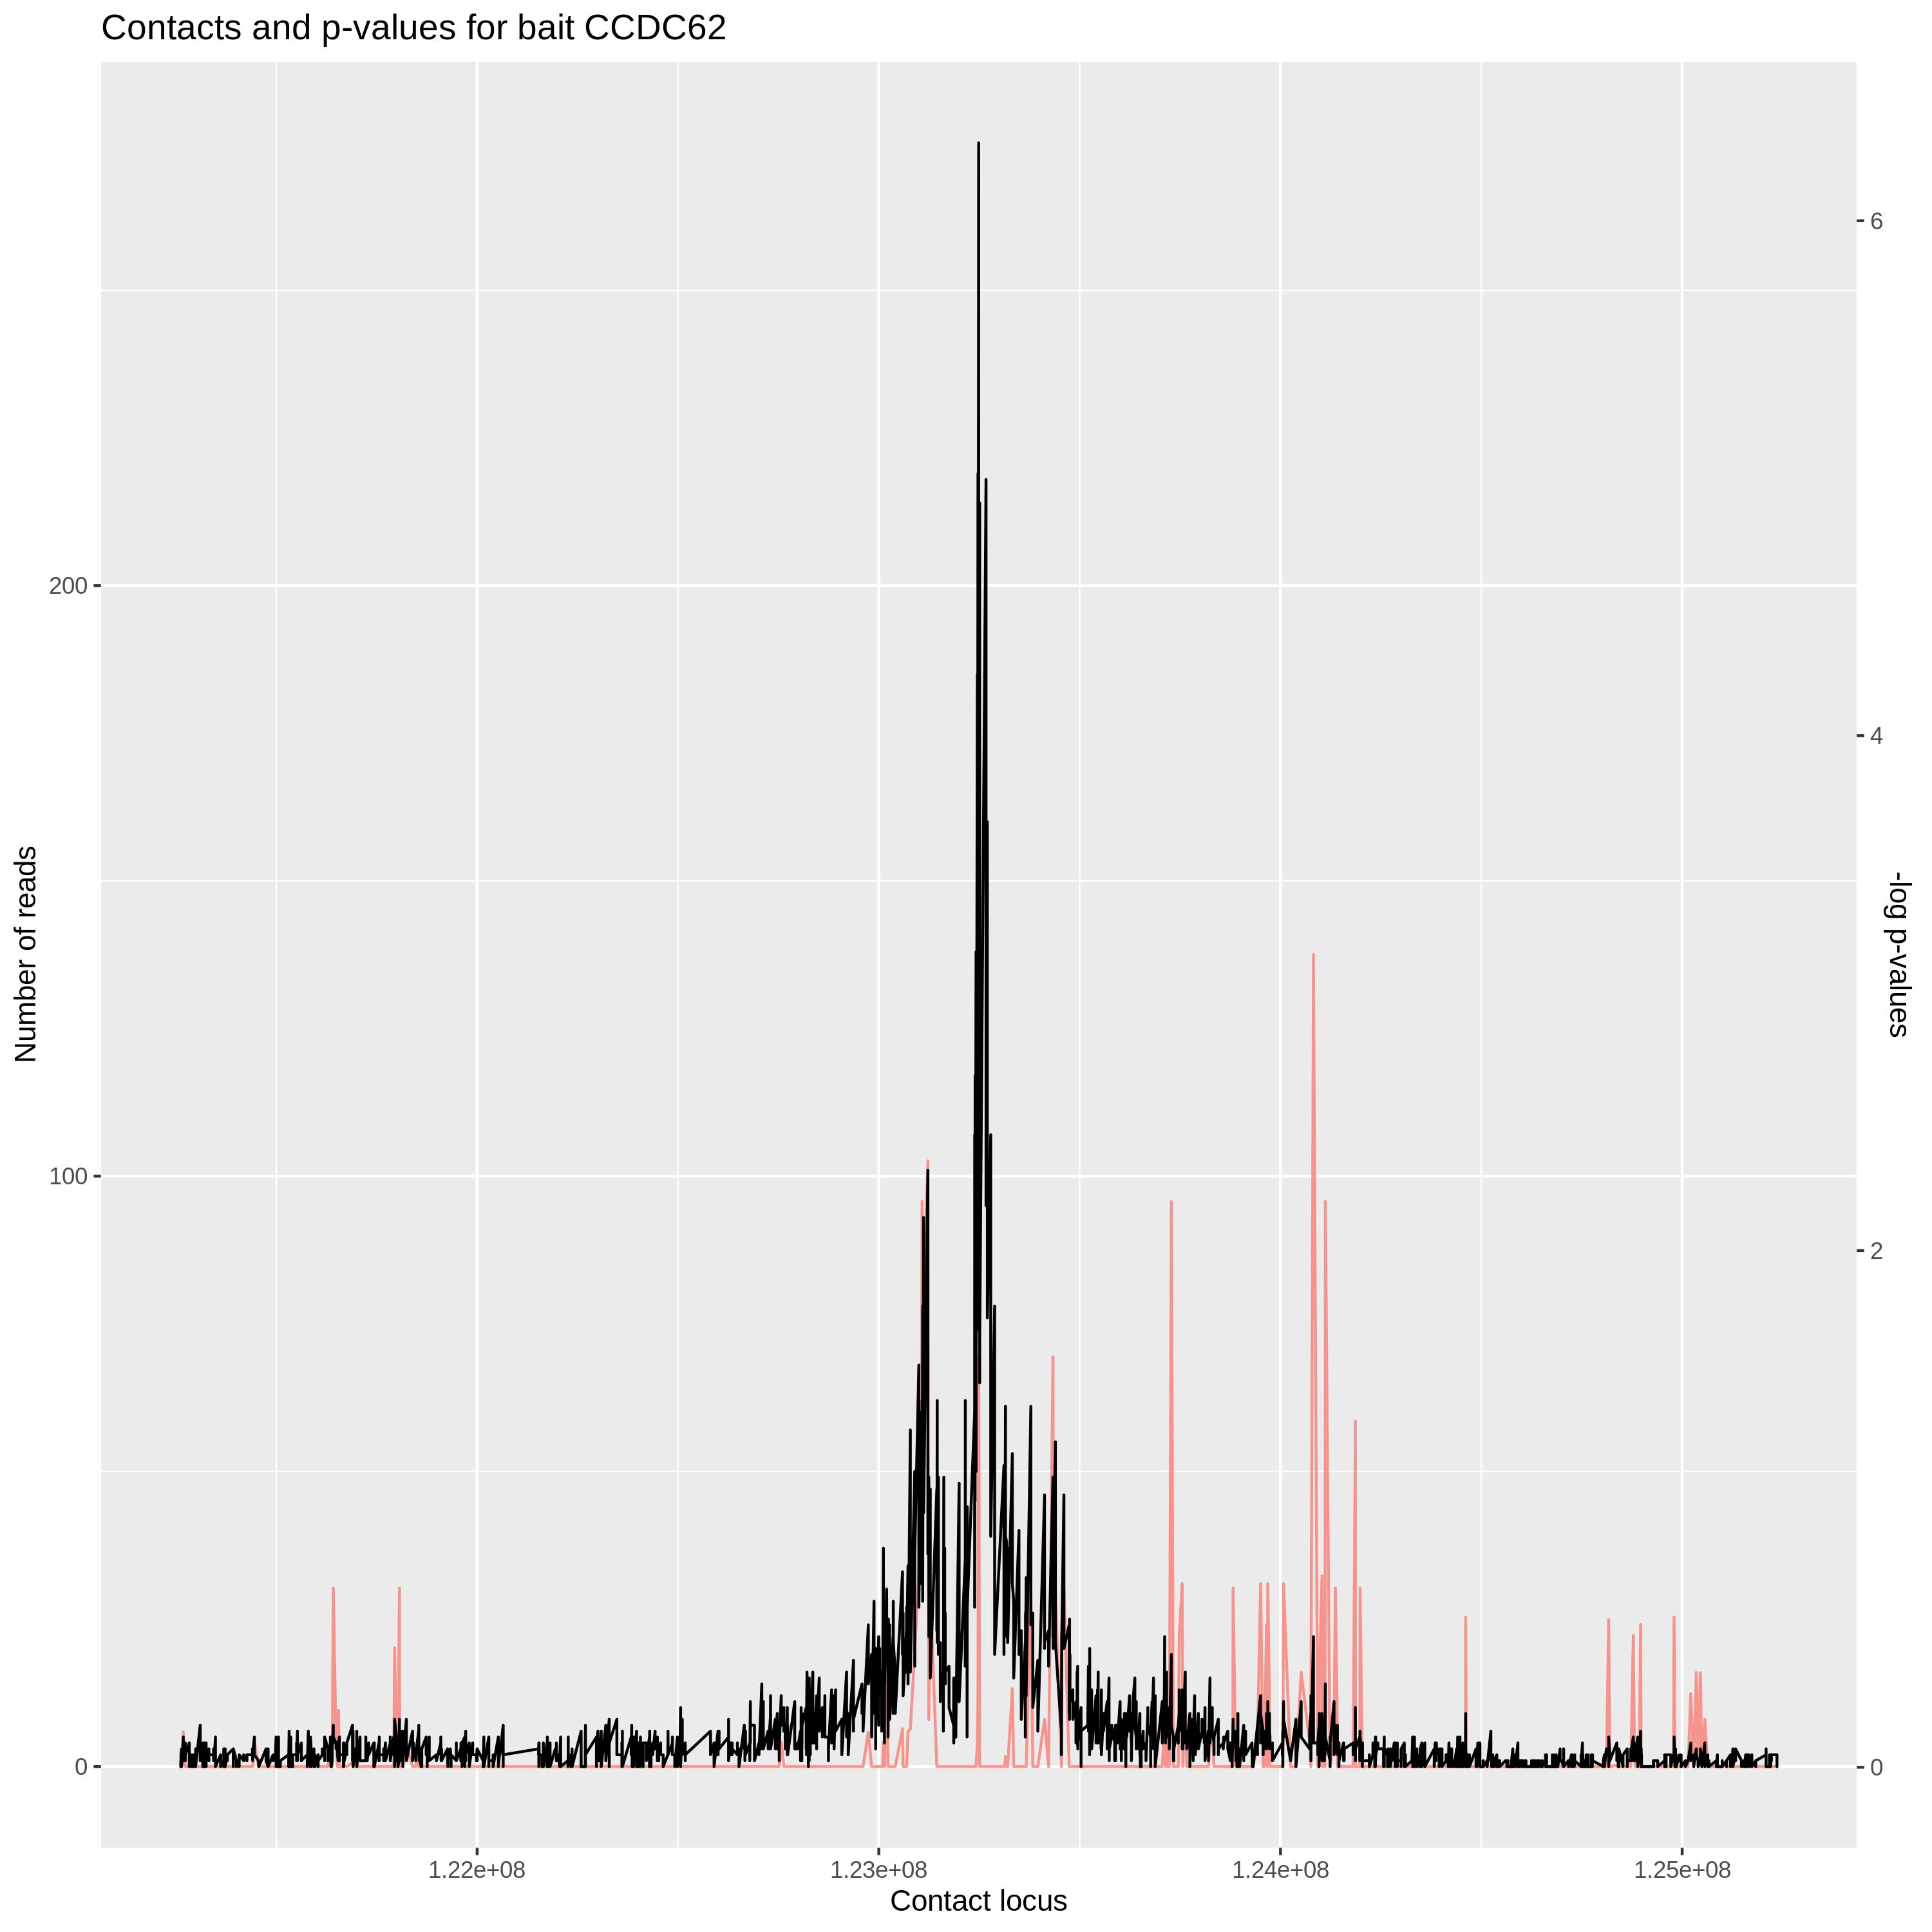 Contacts and p-values for bait CCDC62
Number of reads
200
100
0
6
4
2
0
-log p-values
1.22e+08
1.23e+08
1.24e+08
1.25e+08
Contact locus